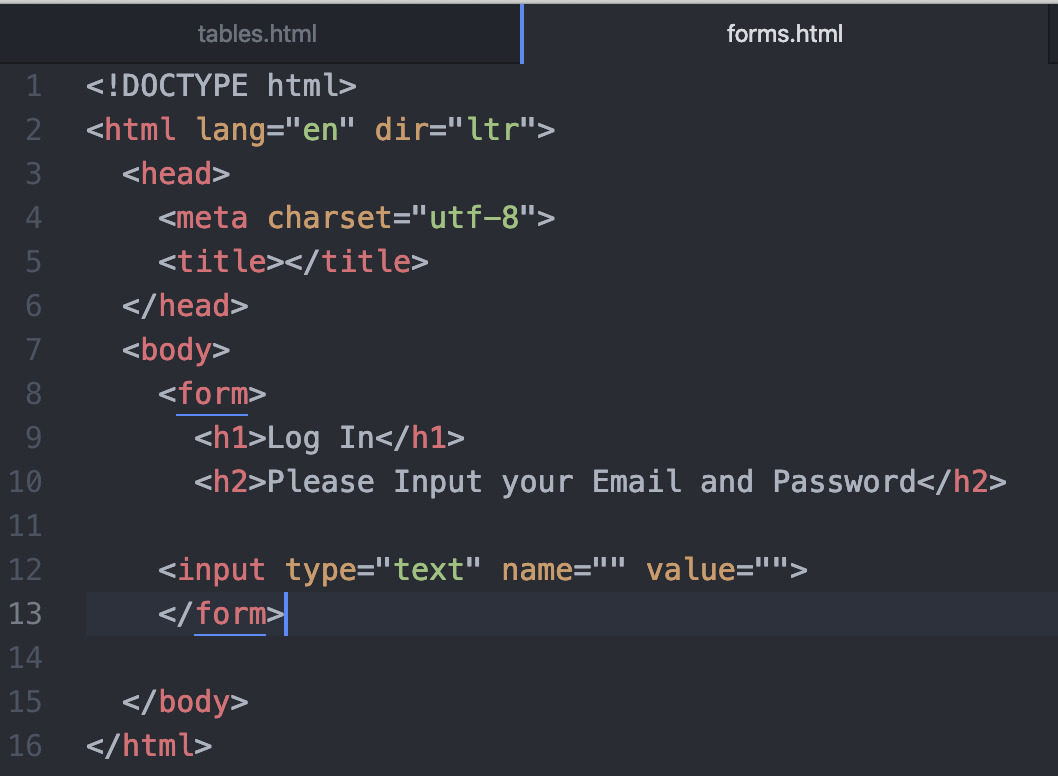 tables.html
forms.html
1 <!DOCTYPE html>
2 <html lang="en" dir="ltr">
3   <head>
4     <meta charset="utf-8">
5     <title></title>
6   </head>
7   <body>
8     <form>
9       <h1>Log In</h1>
10       <h2>Please Input your Email and Password</h2>
11
12     <input type="text" name="" value="">
13     </form>
14
15   </body>
16 </html>